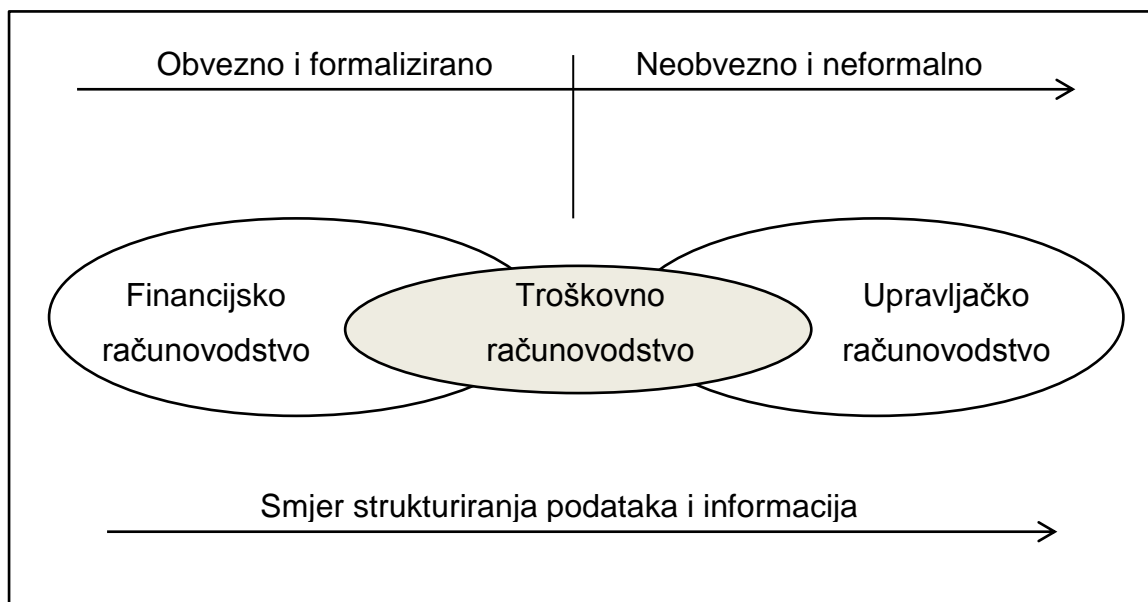 Obvezno i formalizirano
Neobvezno i neformalno
Financijsko
računovodstvo
Troškovno
računovodstvo
Upravljačko
računovodstvo
Smjer strukturiranja podataka i informacija